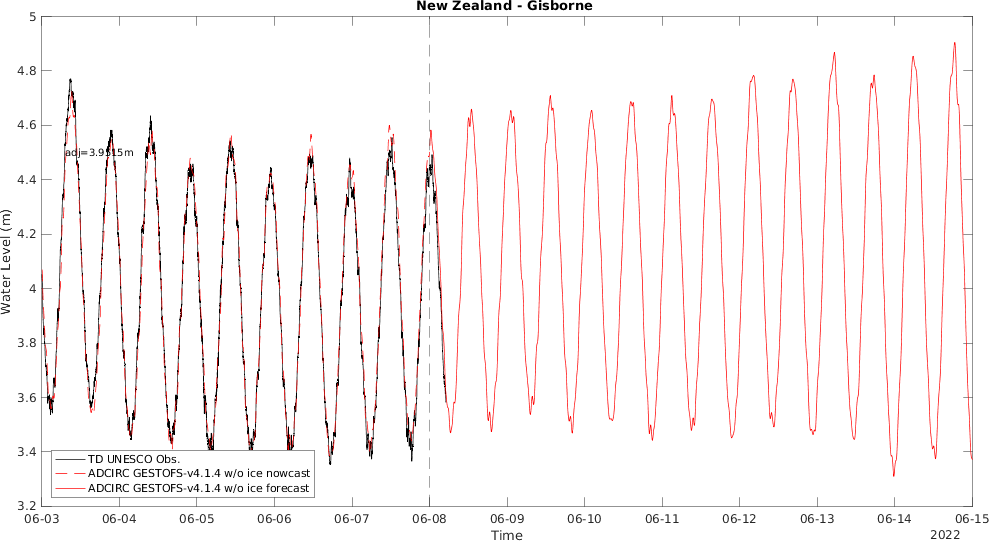 New Zealand - Gisborne
Water Level (m)
5
4.8
4.6
4.4
4.2
4
3.8
3.6
3.4
3.2
adj=3.9515m
TD UNESCO Obs.
ADCIRC GESTOFS-v4.1.4 w/o ice nowcast
ADCIRC GESTOFS-v4.1.4 w/o ice forecast
06-03 06-04 06-05 06-06 06-07 06-08 06-09 06-10 06-11 06-12 06-13 06-14 06-15
Time
2022